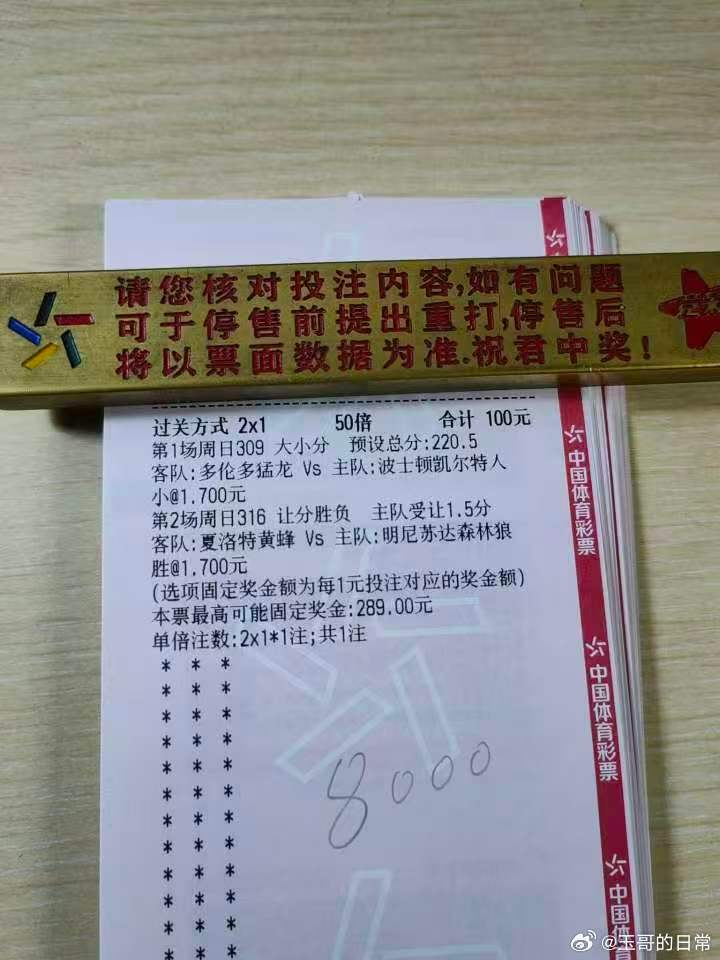 请您核对投注内容,如有问题
可于停售前提出重打,停售后
将以票面数据为准.祝君中奖!
过关方式 2x1 50倍 合计 100元
第1场周日309 大小分 预设总分:220.5
客队:多伦多猛龙 Vs 主队:波士顿凯尔特人
小@1.700元
第2场周日316 让分胜负 主队受让1.5分
客队:夏洛特黄蜂 Vs 主队:明尼苏达森林狼
胜@1.700元
(选项固定奖金额为每1元投注对应的奖金额)
本票最高可能固定奖金:289.00元
单倍注数:2x1*1注;共1注
* * *
* * *
* * *
* * *
* * *
* * *
* * *
* * *
* * *
* * *
* * *
* * *
8000
中国体育彩票
中国体育彩票
中国体育
@玉哥的日常